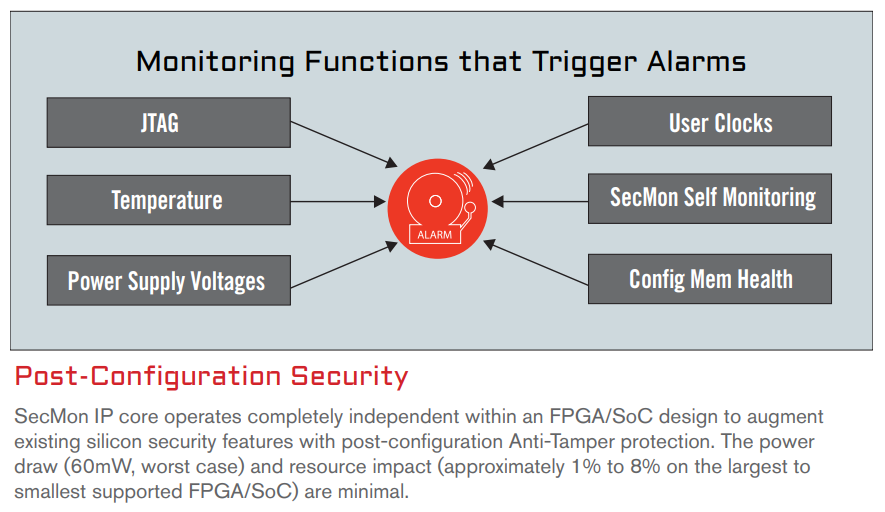 Monitoring Functions that Trigger Alarms
JTAG
Temperature
Power Supply Voltages
ALARM
User Clocks
SecMon Self Monitoring
Config Mem Health
Post-Configuration Security
SecMon IP core operates completely independent within an FPGA/SoC design to augment
existing silicon security features with post-configuration Anti-Tamper protection. The power
draw (60mW, worst case) and resource impact (approximately 1% to 8% on the largest to
smallest supported FPGA/SoC) are minimal.